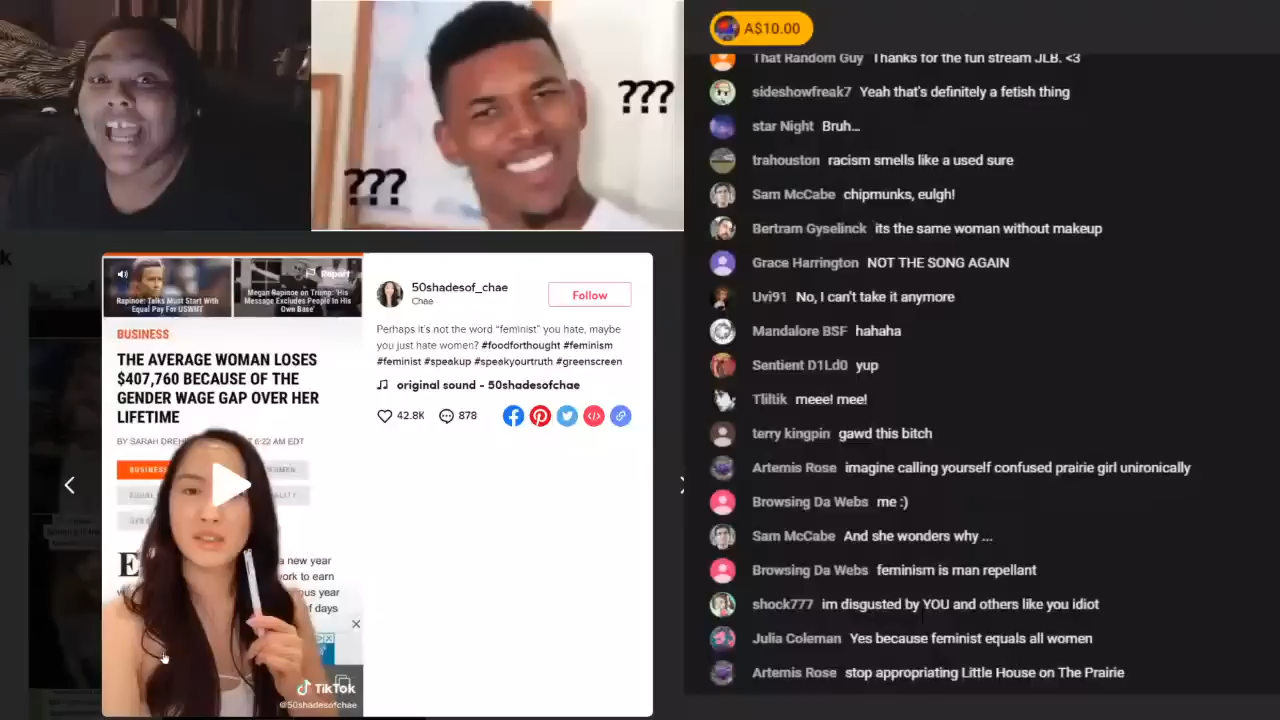 ???
???
k
Report
Rapinoe: Talks Must Start With
Equal Pay For USWNT
Megan Rapinoe on Trump: 'His
Message Excludes People In His
Own Base'
BUSINESS
THE AVERAGE WOMAN LOSES
$407,760 BECAUSE OF THE
GENDER WAGE GAP OVER HER
LIFETIME
BY SARAH
6:22 AM EDT
BUSINESS
a new year
work to earn
of days
TikTok
@50shadesofchae
50shadesof_chae
Chae
Follow
Perhaps it's not the word "feminist" you hate, maybe
you just hate women? #foodforthought #feminism
#feminist #speakup #speakyourtruth #greenscreen
original sound - 50shadesofchae
42.8K 878
A$10.00
That Random Guy Thanks for the fun stream JLB. <3
sideshowfreak7 Yeah that's definitely a fetish thing
star Night Bruh...
trahouston racism smells like a used sure
Sam McCabe chipmunks, eulgh!
Bertram Gyselinck its the same woman without makeup
Grace Harrington NOT THE SONG AGAIN
Uvi91 No, I can't take it anymore
Mandalore BSF hahaha
Sentient D1Ld0 yup
Tliltik meee! mee!
terry kingpin gawd this bitch
Artemis Rose imagine calling yourself confused prairie girl unironically
Browsing Da Webs me :)
Sam McCabe And she wonders why ...
Browsing Da Webs feminism is man repellant
shock777 im disgusted by YOU and others like you idiot
Julia Coleman Yes because feminist equals all women
Artemis Rose stop appropriating Little House on The Prairie